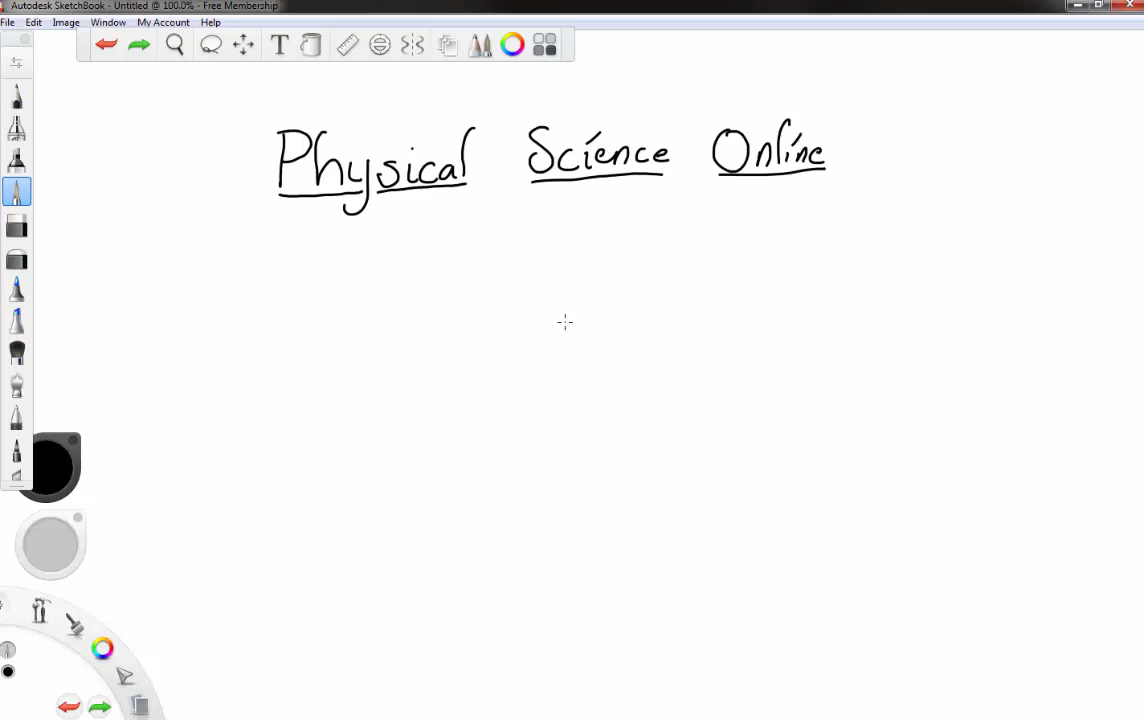 Autodesk SketchBook - Untitled @ 100.0% - Free Membership
File Edit Image Window My Account Help
T
Physical Science Online